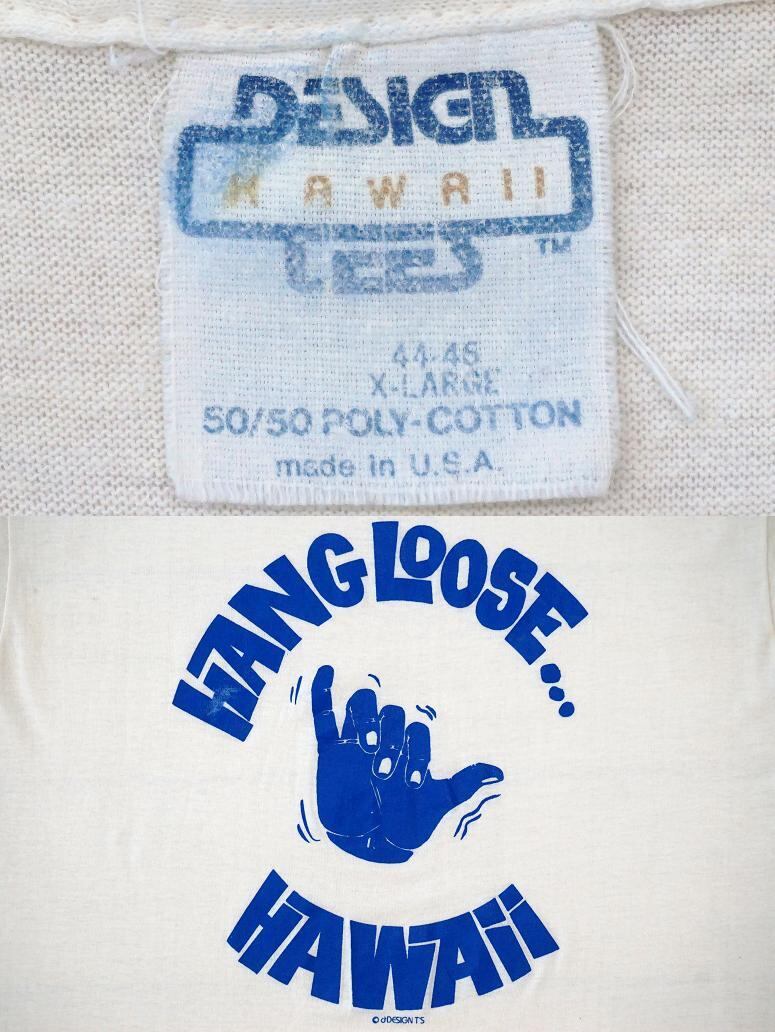 DESIGN
HAWAII
TEES
TM
44-46
X-LARGE
50/50 POLY-COTTON
made in U.S.A.
HANG LOOSE...
HAWAII
© dDESIGN T'S